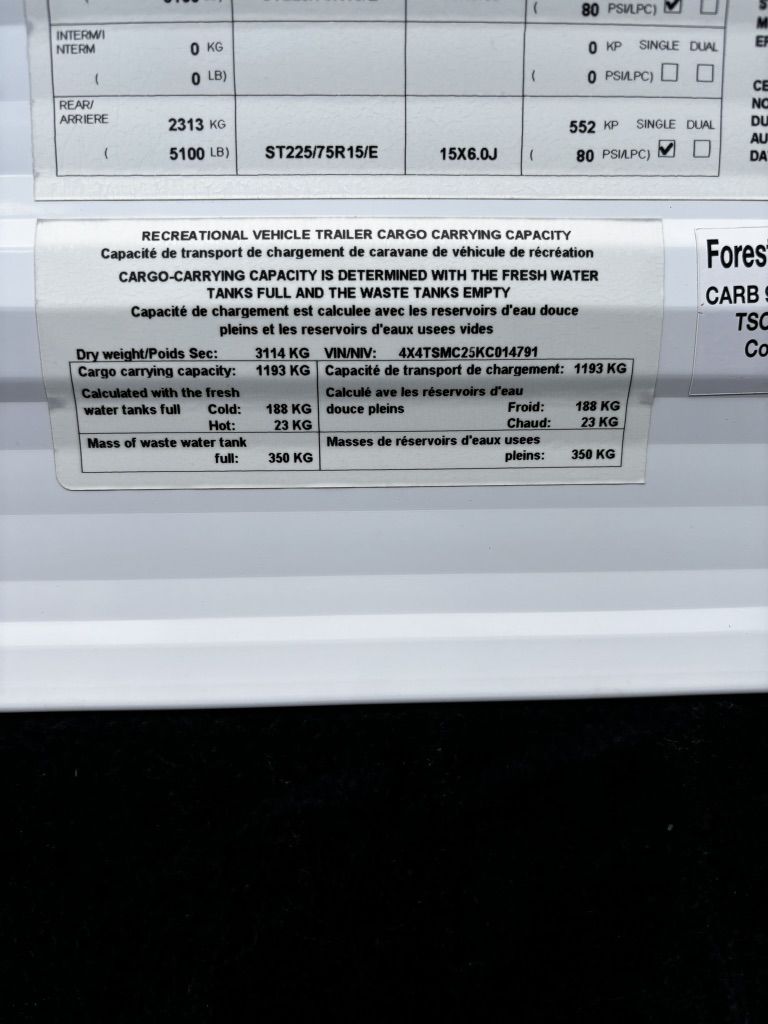 80 PSI/LPC)
INTERM/I
NTERM 0 KG 0 KP SINGLE DUAL
( 0 LB) ( 0 PSI/LPC)
REAR/
ARRIERE 2313 KG 552 KP SINGLE DUAL
( 5100 LB) ST225/75R15/E 15X6.0J ( 80 PSI/LPC)
RECREATIONAL VEHICLE TRAILER CARGO CARRYING CAPACITY
Capacité de transport de chargement de caravane de véhicule de récréation
CARGO-CARRYING CAPACITY IS DETERMINED WITH THE FRESH WATER
TANKS FULL AND THE WASTE TANKS EMPTY
Capacité de chargement est calculee avec les reservoirs d'eau douce
pleins et les reservoirs d'eaux usees vides
Dry weight/Poids Sec: 3114 KG VIN/NIV: 4X4TSMC25KC014791
Cargo carrying capacity: 1193 KG Capacité de transport de chargement: 1193 KG
Calculated with the fresh Calculé ave les réservoirs d'eau
water tanks full Cold: 188 KG douce pleins Froid: 188 KG
Hot: 23 KG Chaud: 23 KG
Mass of waste water tank Masses de réservoirs d'eaux usees
full: 350 KG pleins: 350 KG
Fores
CARB
TSC
Co
CE
NO
DU
AU
DA